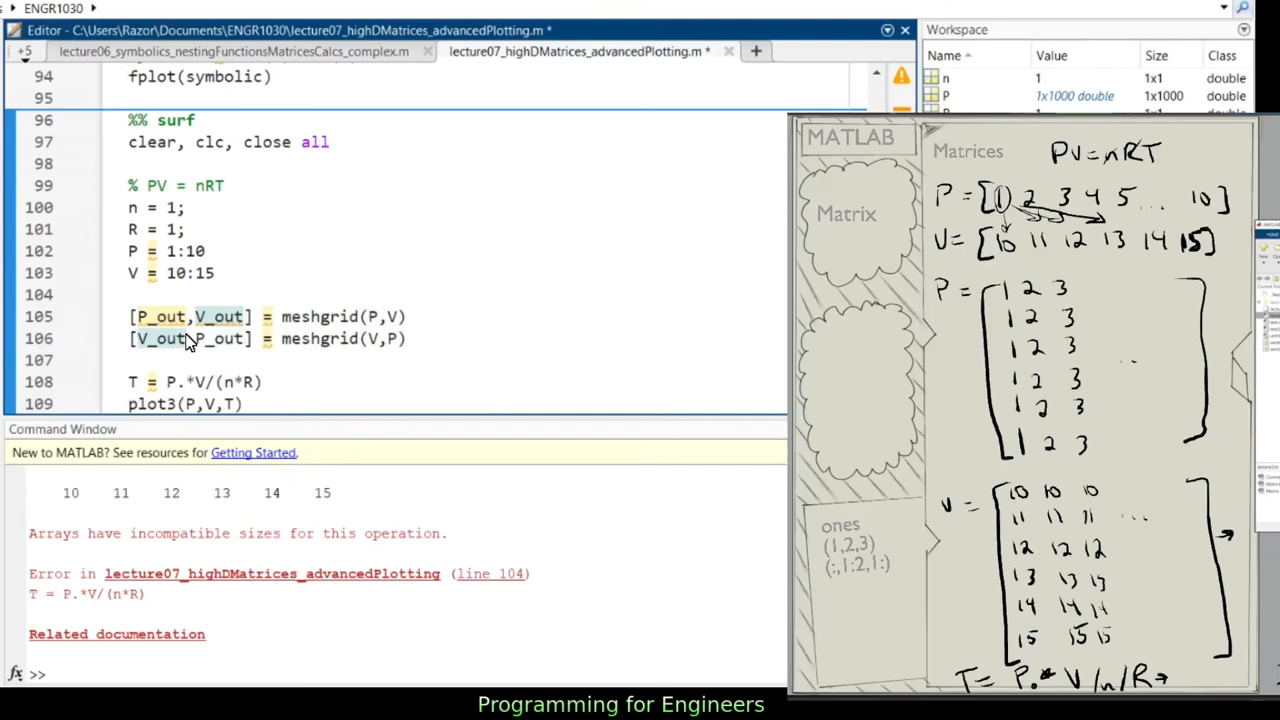 ENGR1030
Editor - C:\Users\Razor\Documents\ENGR1030\lecture07_highDMatrices_advancedPlotting.m *
+5 lecture06_symbolics_nestingFunctionsMatricesCalcs_complex.m lecture07_highDMatrices_advancedPlotting.m *
94 fplot(symbolic)
95
96 %% surf
97 clear, clc, close all
98
99 % PV = nRT
100 n = 1;
101 R = 1;
102 P = 1:10
103 V = 10:15
104
105 [P_out,V_out] = meshgrid(P,V)
106 [V_out P_out] = meshgrid(V,P)
107
108 T = P.*V/(n*R)
109 plot3(P,V,T)
Command Window
New to MATLAB? See resources for Getting Started.
10 11 12 13 14 15
Arrays have incompatible sizes for this operation.
Error in lecture07_highDMatrices_advancedPlotting (line 104)
T = P.*V/(n*R)
Related documentation
fx >>
Workspace
Name Value Size Class
n 1 1x1 double
P 1x1000 double 1x1000 double
MATLAB
Matrix
ones
(1,2,3)
(:,1:2,1:)
Matrices PV=nRT
P = [1 2 3 4 5 ... 10]
V = [10 11 12 13 14 15]
P = [1 2 3
1 2 3
1 2 3 ...
1 2 3
1 2 3
1 2 3]
V = [10 10 10
11 11 11 ...
12 12 12
13 13 13
14 14 14
15 15 15]
T = P.* V/n/R
Programming for Engineers